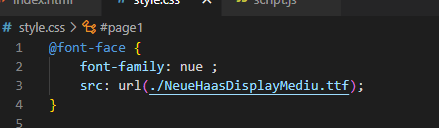 index.html style.css script.js
# style.css > #page1
1 @font-face {
2 font-family: nue ;
3 src: url(./NeueHaasDisplayMediu.ttf);
4 }